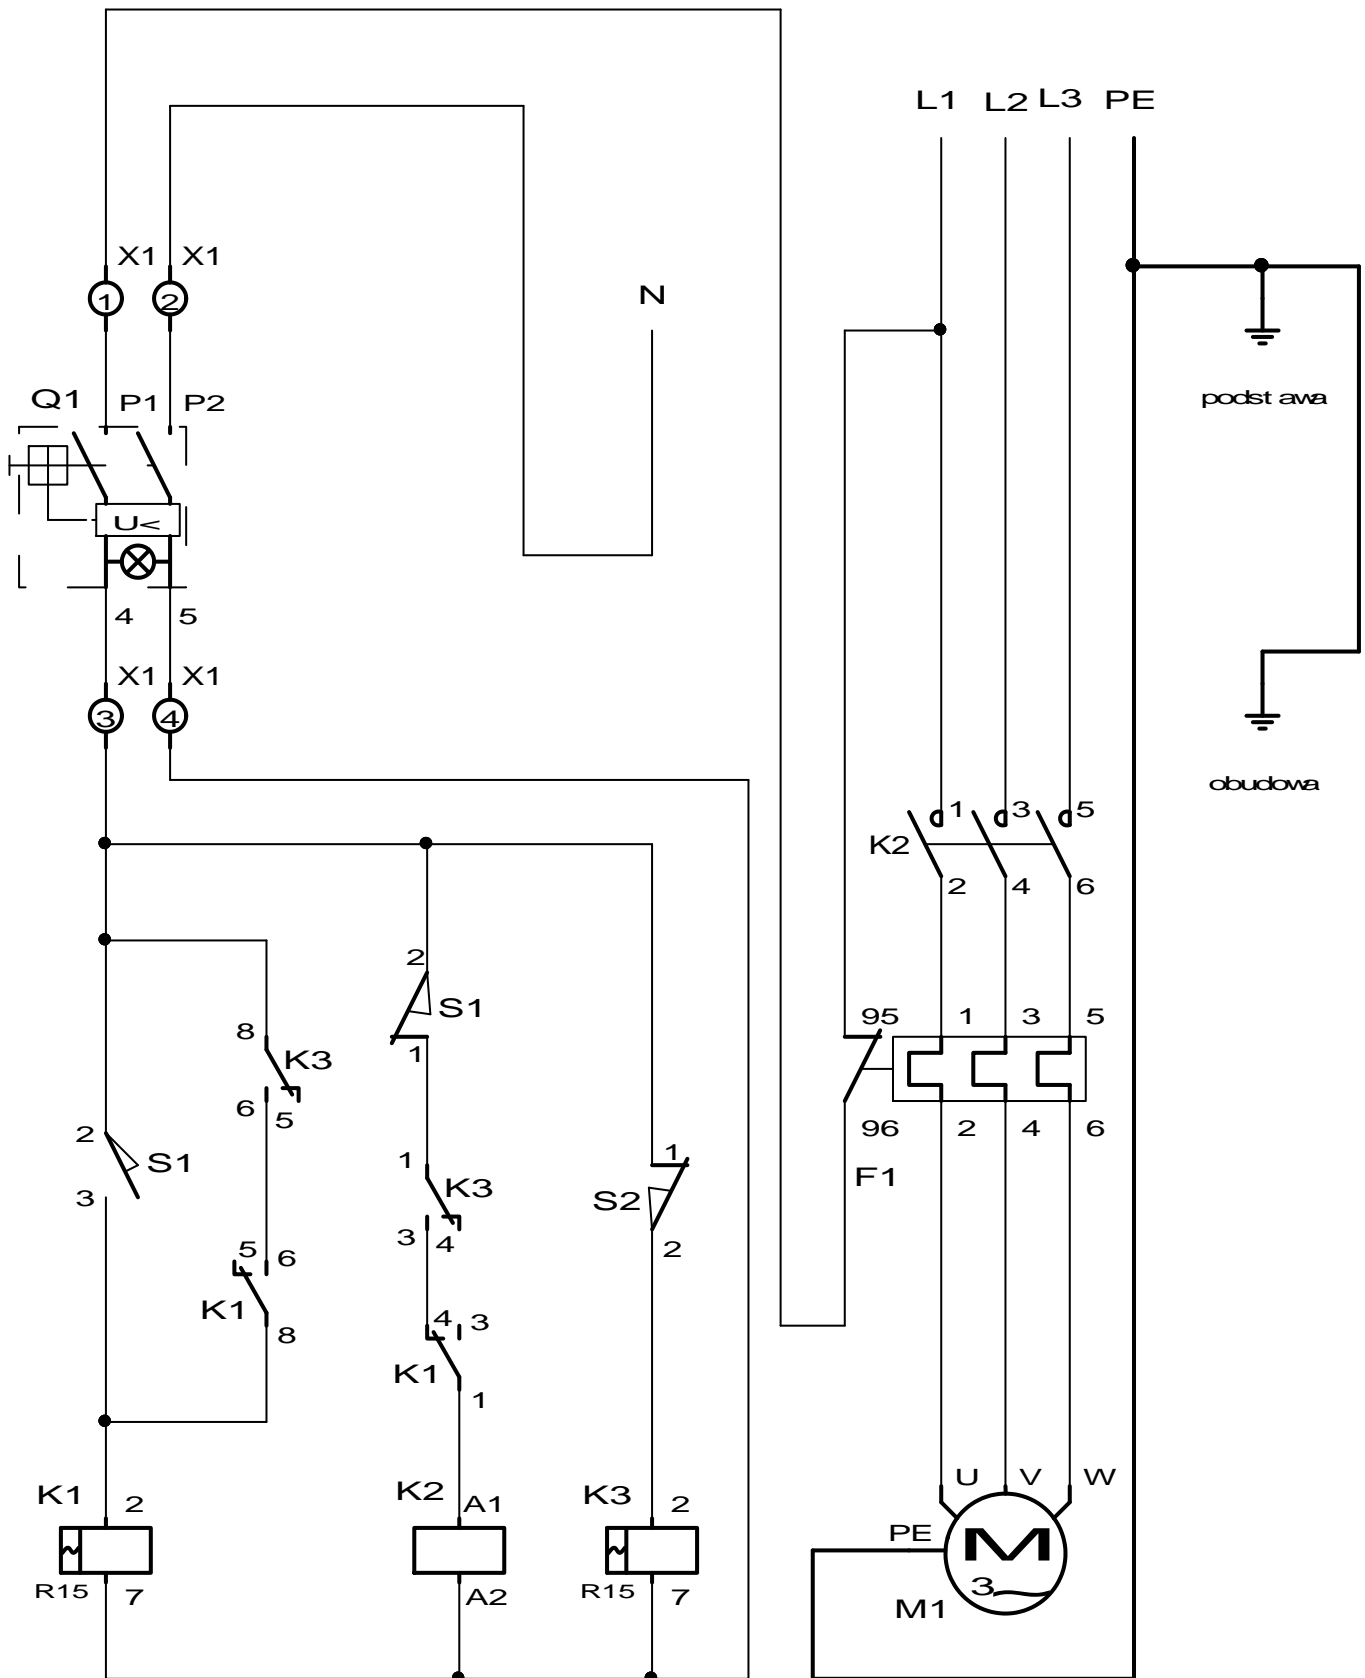 L1 L2 L3 PE
X1 X1
1 2
N
Q1 P1 P2
podst awa
U<
4 5
X1 X1
3 4
obudowa
1 3 5
K2
2 4 6
2
S1
1
95 1 3 5
8
K3
6 5
96 2 4 6
F1
2
S1
3
1
K3
3 4
1
S2
2
5 6
K1
8
4 3
K1
1
U V W
K1 2
K2 A1
K3 2
PE
M
3
M1
R15 7
A2
R15 7